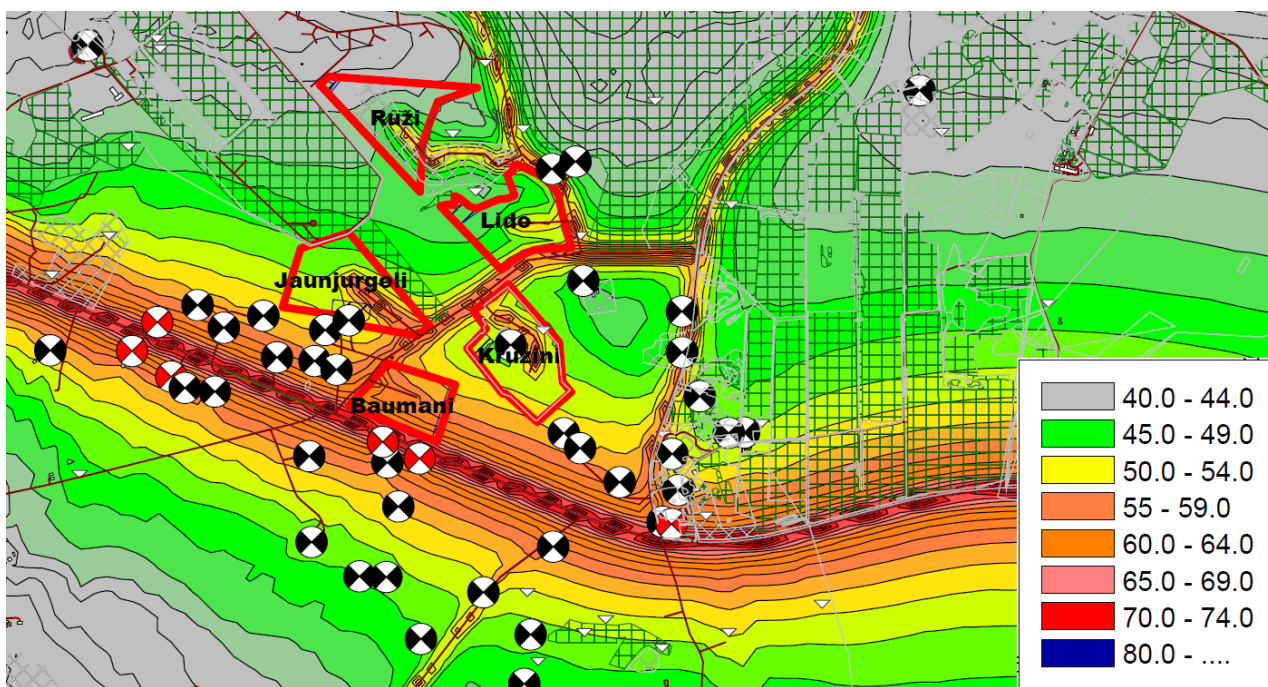 Ruži
Lido
Jaunjurgeli
Kružini
Baumani
40.0 - 44.0
45.0 - 49.0
50.0 - 54.0
55 - 59.0
60.0 - 64.0
65.0 - 69.0
70.0 - 74.0
80.0 - ....